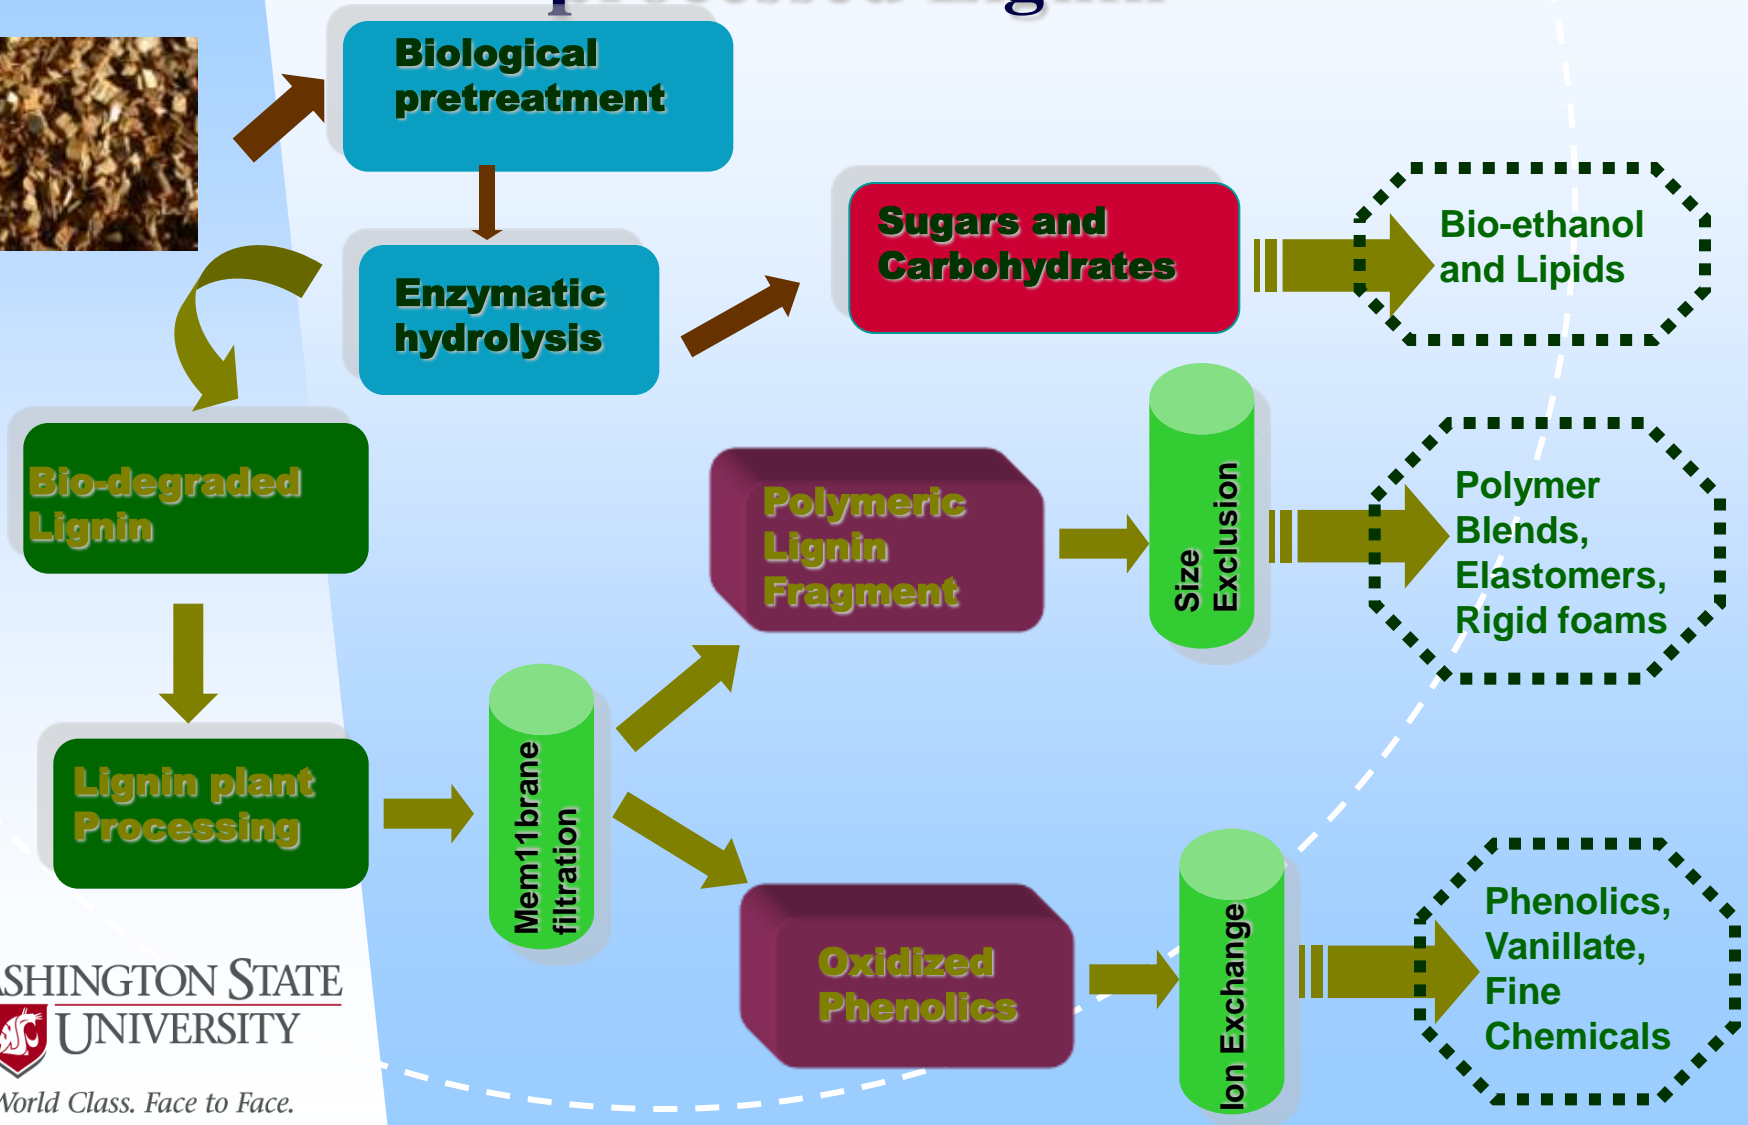 Biological
pretreatment
Enzymatic
hydrolysis
Sugars and
Carbohydrates
Bio-ethanol
and Lipids
Bio-degraded
Lignin
Polymeric
Lignin
Fragment
Size
Exclusion
Polymer
Blends,
Elastomers,
Rigid foams
Lignin plant
Processing
Mem11brane
filtration
Oxidized
Phenolics
Ion Exchange
Phenolics,
Vanillate,
Fine
Chemicals
ASHINGTON STATE
UNIVERSITY
World Class. Face to Face.